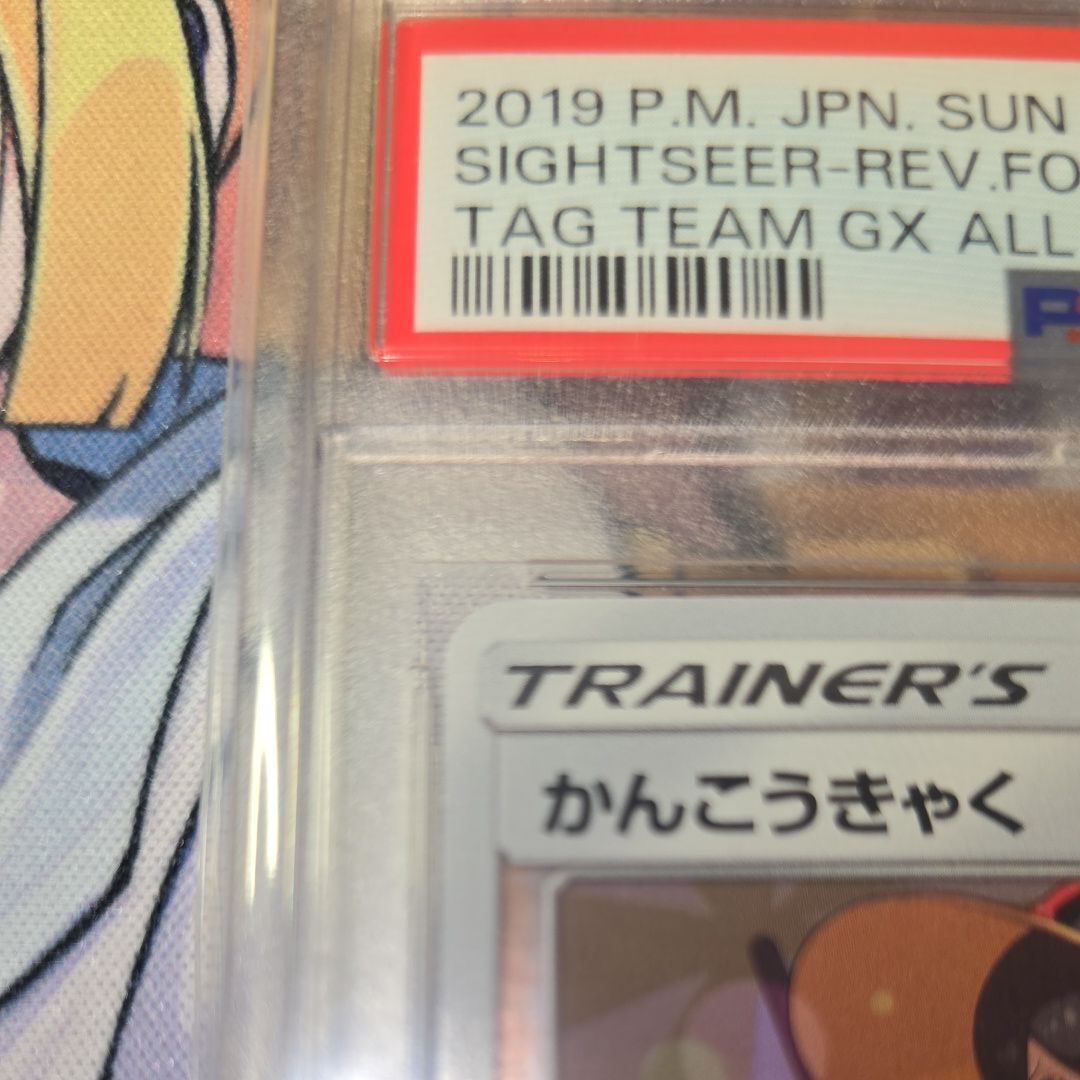 2019 P.M. JPN. SUN
SIGHTSEER-REV.FO
TAG TEAM GX ALL
TRAINER'S
かんこうきゃく